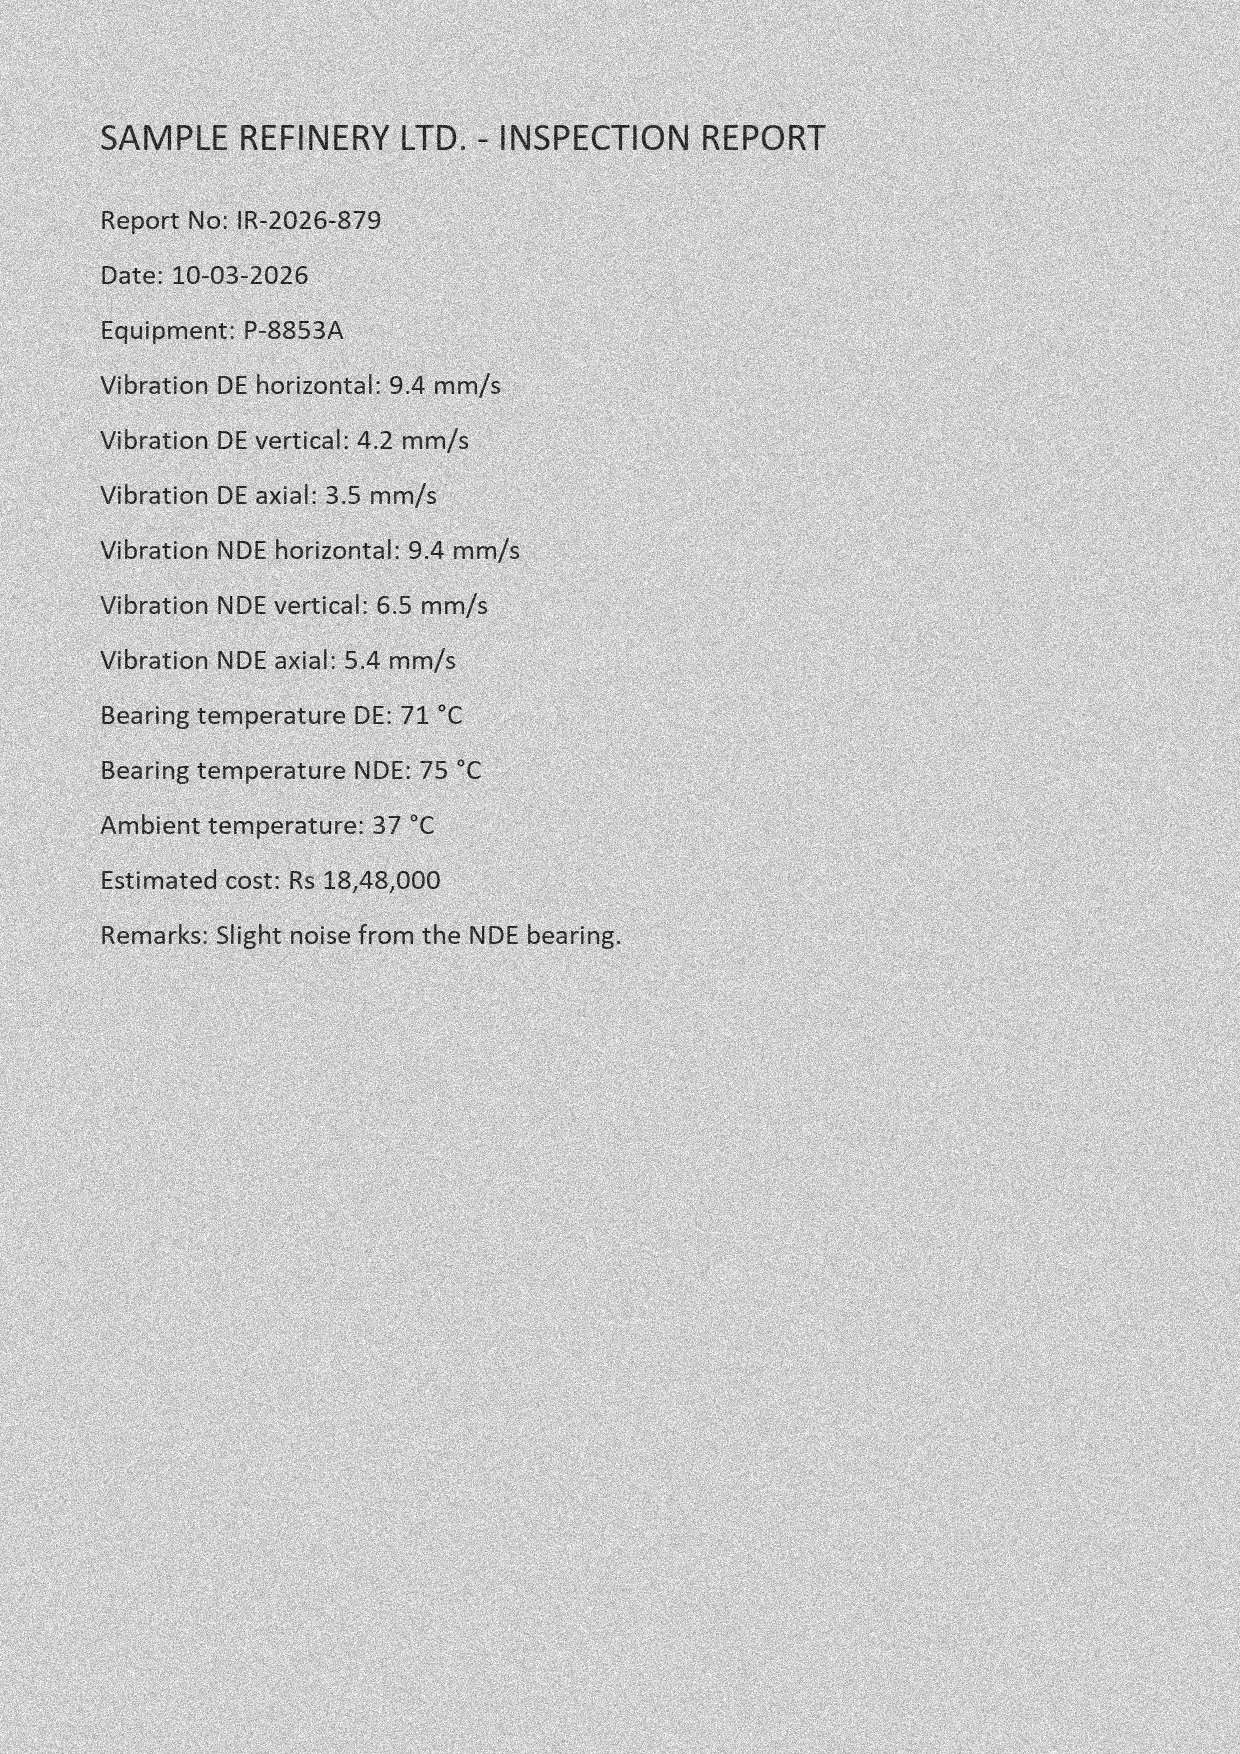 SAMPLE REFINERY LTD. - INSPECTION REPORT
Report No: IR-2026-879
Date: 10-03-2026
Equipment: P-8853A
Vibration DE horizontal: 9.4 mm/s
Vibration DE vertical: 4.2 mm/s
Vibration DE axial: 3.5 mm/s
Vibration NDE horizontal: 9.4 mm/s
Vibration NDE vertical: 6.5 mm/s
Vibration NDE axial: 5.4 mm/s
Bearing temperature DE: 71 °C
Bearing temperature NDE: 75 °C
Ambient temperature: 37 °C
Estimated cost: Rs 18,48,000
Remarks: Slight noise from the NDE bearing.